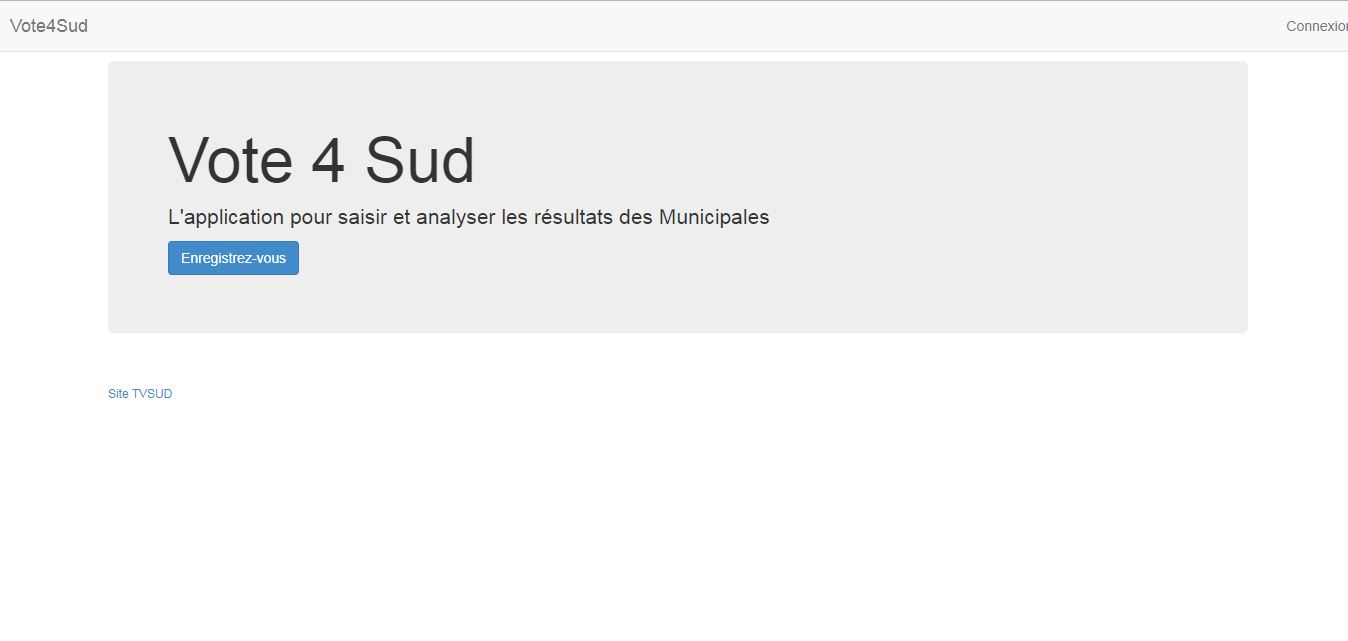 Vote4Sud
Connexion
Vote 4 Sud
L'application pour saisir et analyser les résultats des Municipales
Enregistrez-vous
Site TVSUD